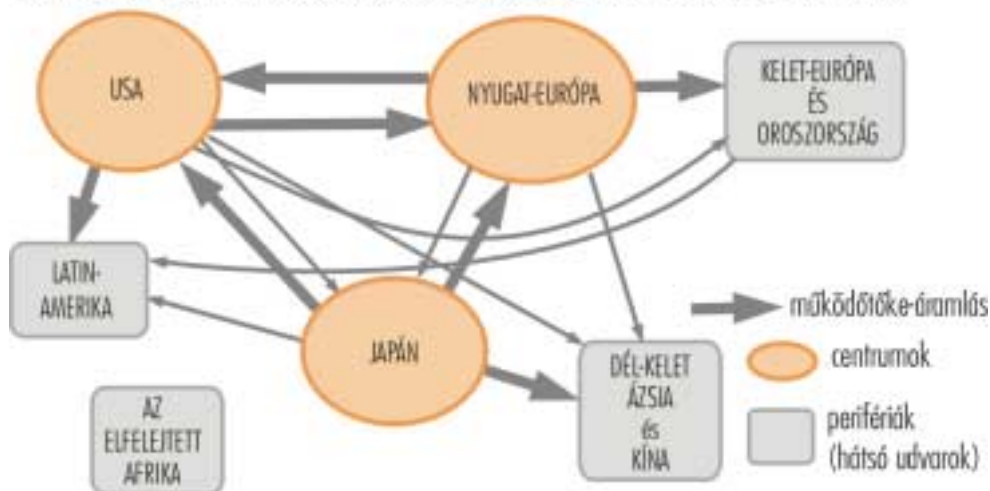 USA
NYUGAT-EURÓPA
KELET-EURÓPA
ÉS
OROSZORSZÁG
LATIN-
AMERIKA
JAPÁN
AZ
ELFELEJTETT
AFRIKA
DÉL-KELET
ÁZSIA
és
KÍNA
működőtőke-áramlás
centrumok
perifériák
(hátsó udvarok)